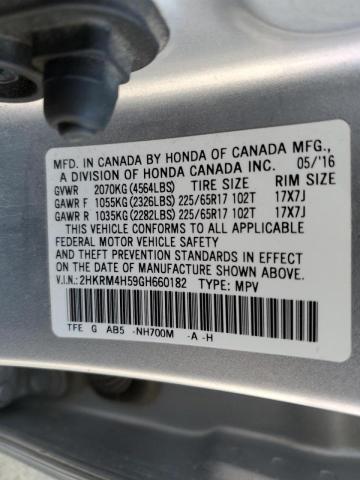 MFD. IN CANADA BY HONDA OF CANADA MFG.,
A DIVISION OF HONDA CANADA INC. 05/'16
GVWR 2070KG (4564LBS) TIRE SIZE RIM SIZE
GAWR F 1055KG (2326LBS) 225/65R17 102T 17X7J
GAWR R 1035KG (2282LBS) 225/65R17 102T 17X7J
THIS VEHICLE CONFORMS TO ALL APPLICABLE
FEDERAL MOTOR VEHICLE SAFETY
AND THEFT PREVENTION STANDARDS IN EFFECT ON
THE DATE OF MANUFACTURE SHOWN ABOVE.
V.I.N.: 2HKRM4H59GH660182 TYPE: MPV
TFE G AB5 -NH700M -A -H